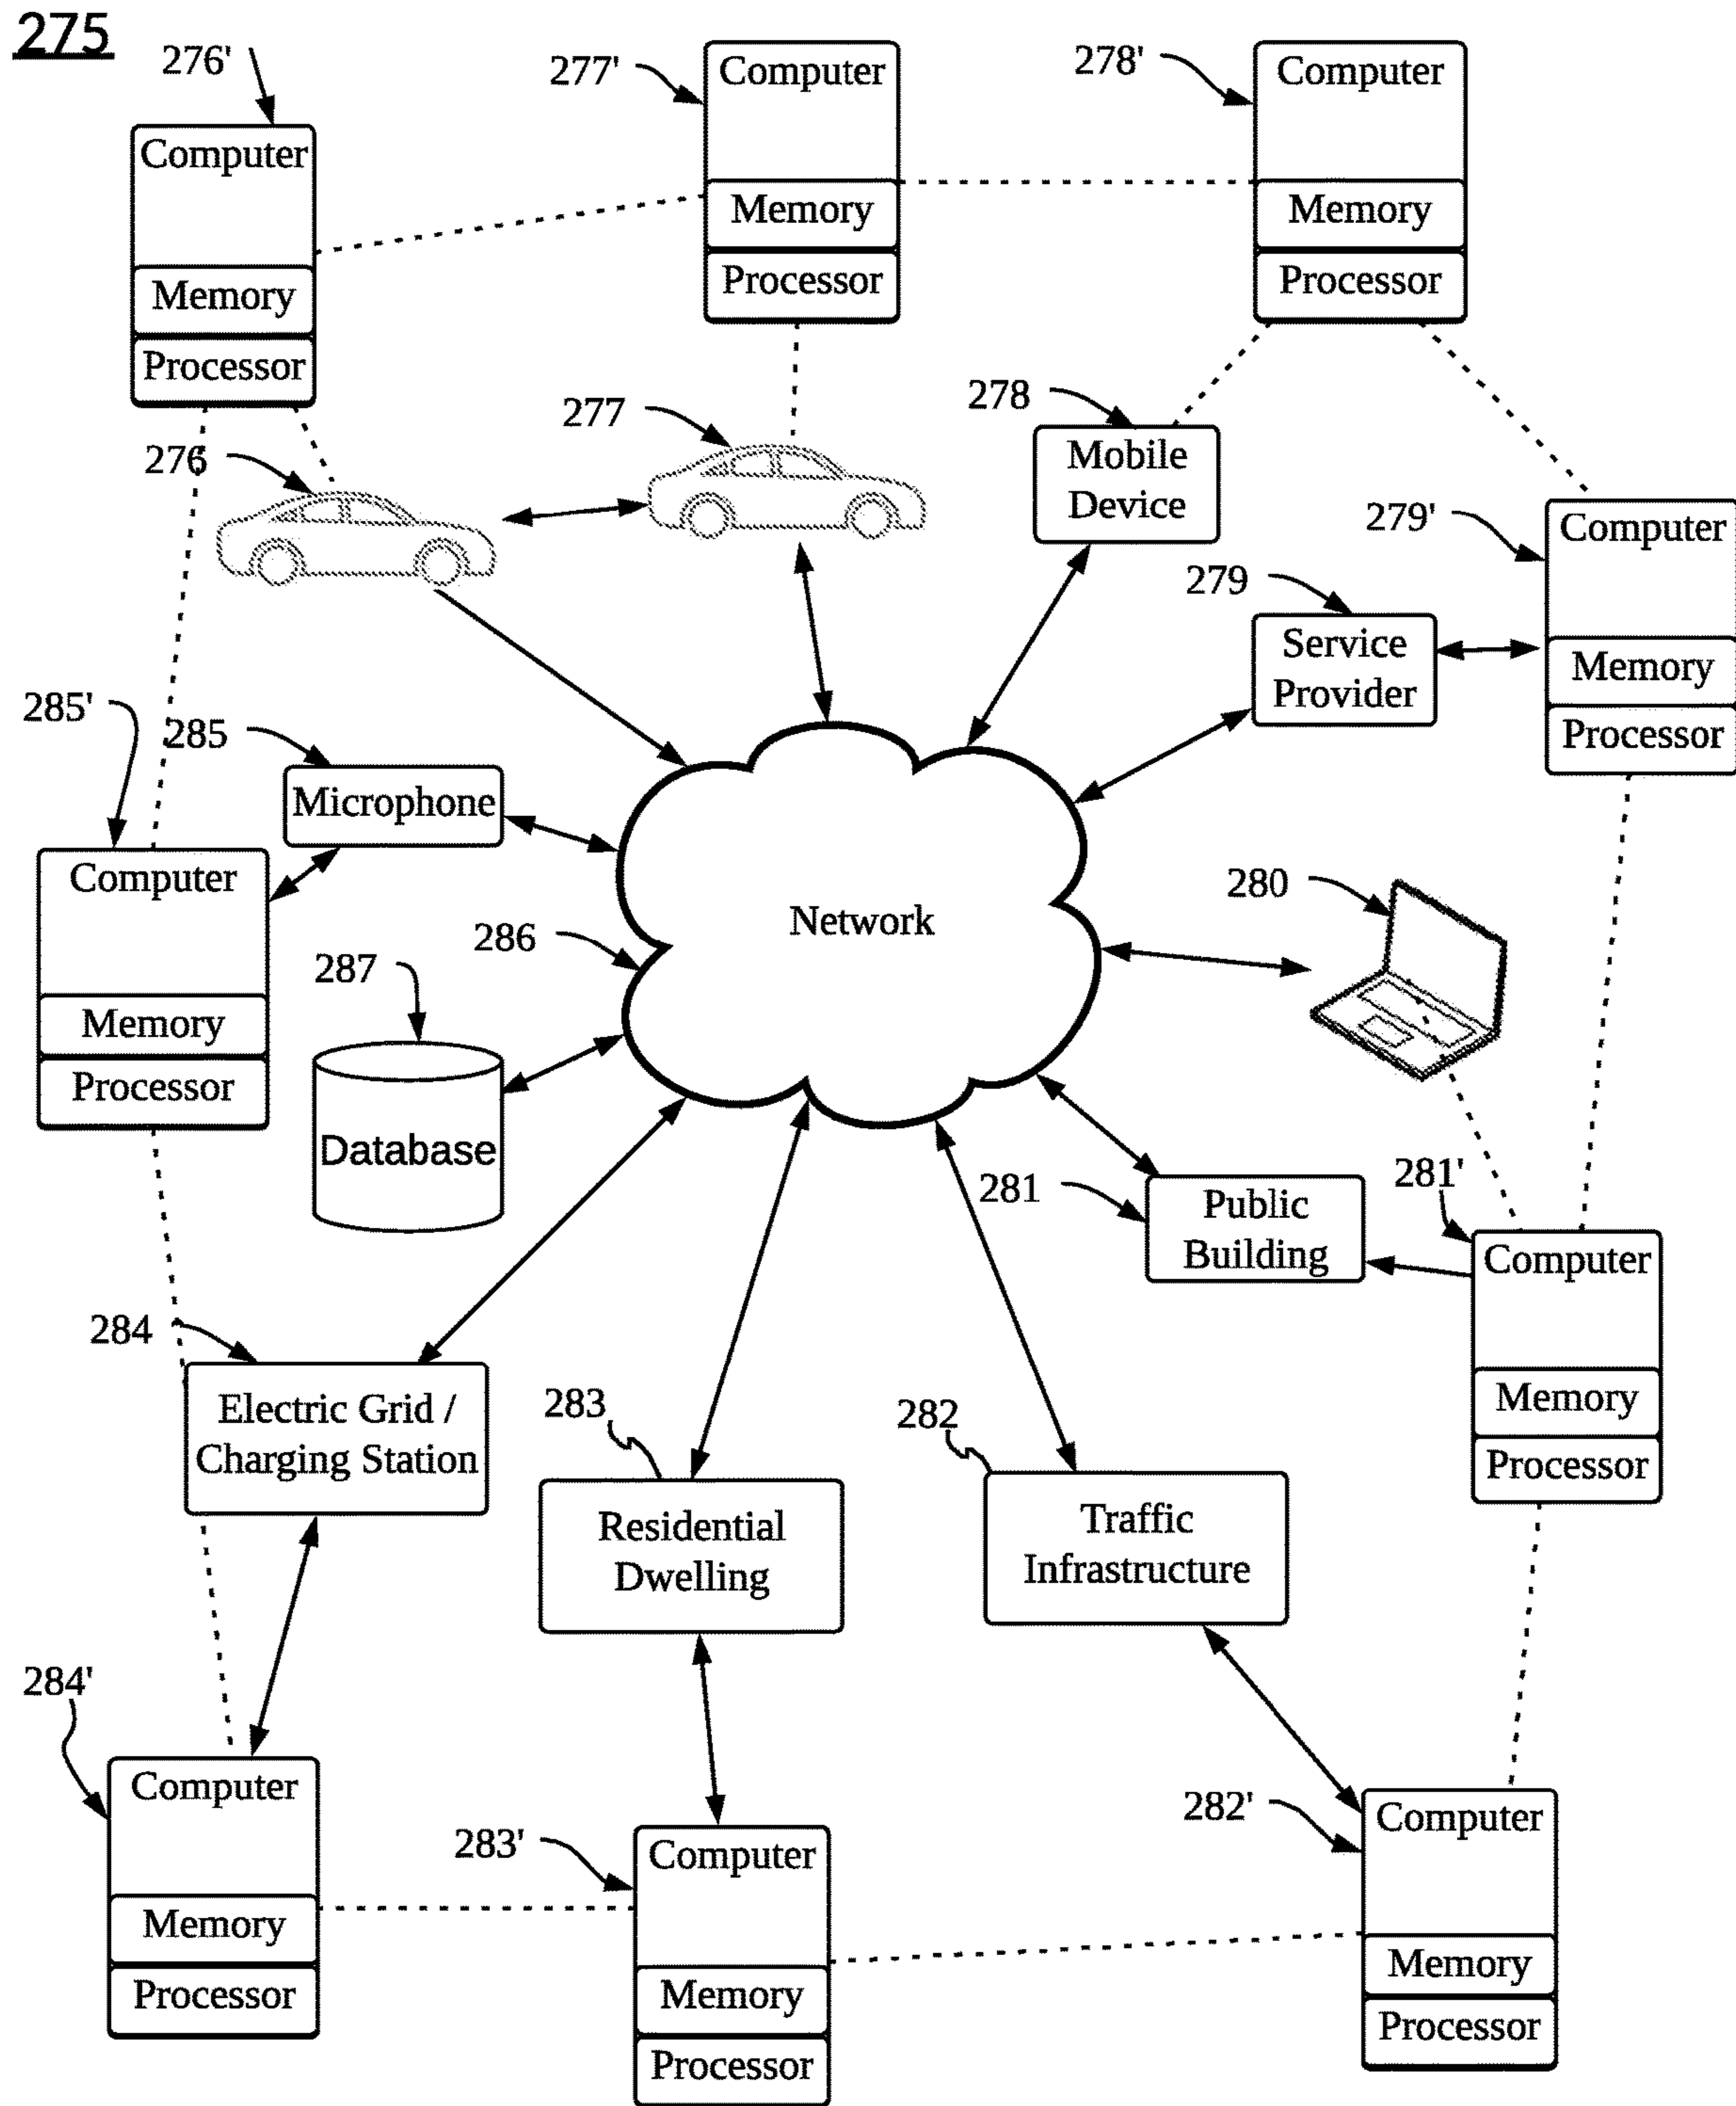 275
276'
277'
278'
Computer
Memory
Processor
Computer
Memory
Processor
Computer
Memory
Processor
276
277
278
Mobile
Device
279'
Computer
Memory
Processor
279
Service
Provider
285'
285
Microphone
Computer
Memory
Processor
286
Network
280
287
Database
281
Public
Building
281'
Computer
Memory
Processor
284
Electric Grid /
Charging Station
283
Residential
Dwelling
282
Traffic
Infrastructure
284'
Computer
Memory
Processor
283'
Computer
Memory
Processor
282'
Computer
Memory
Processor